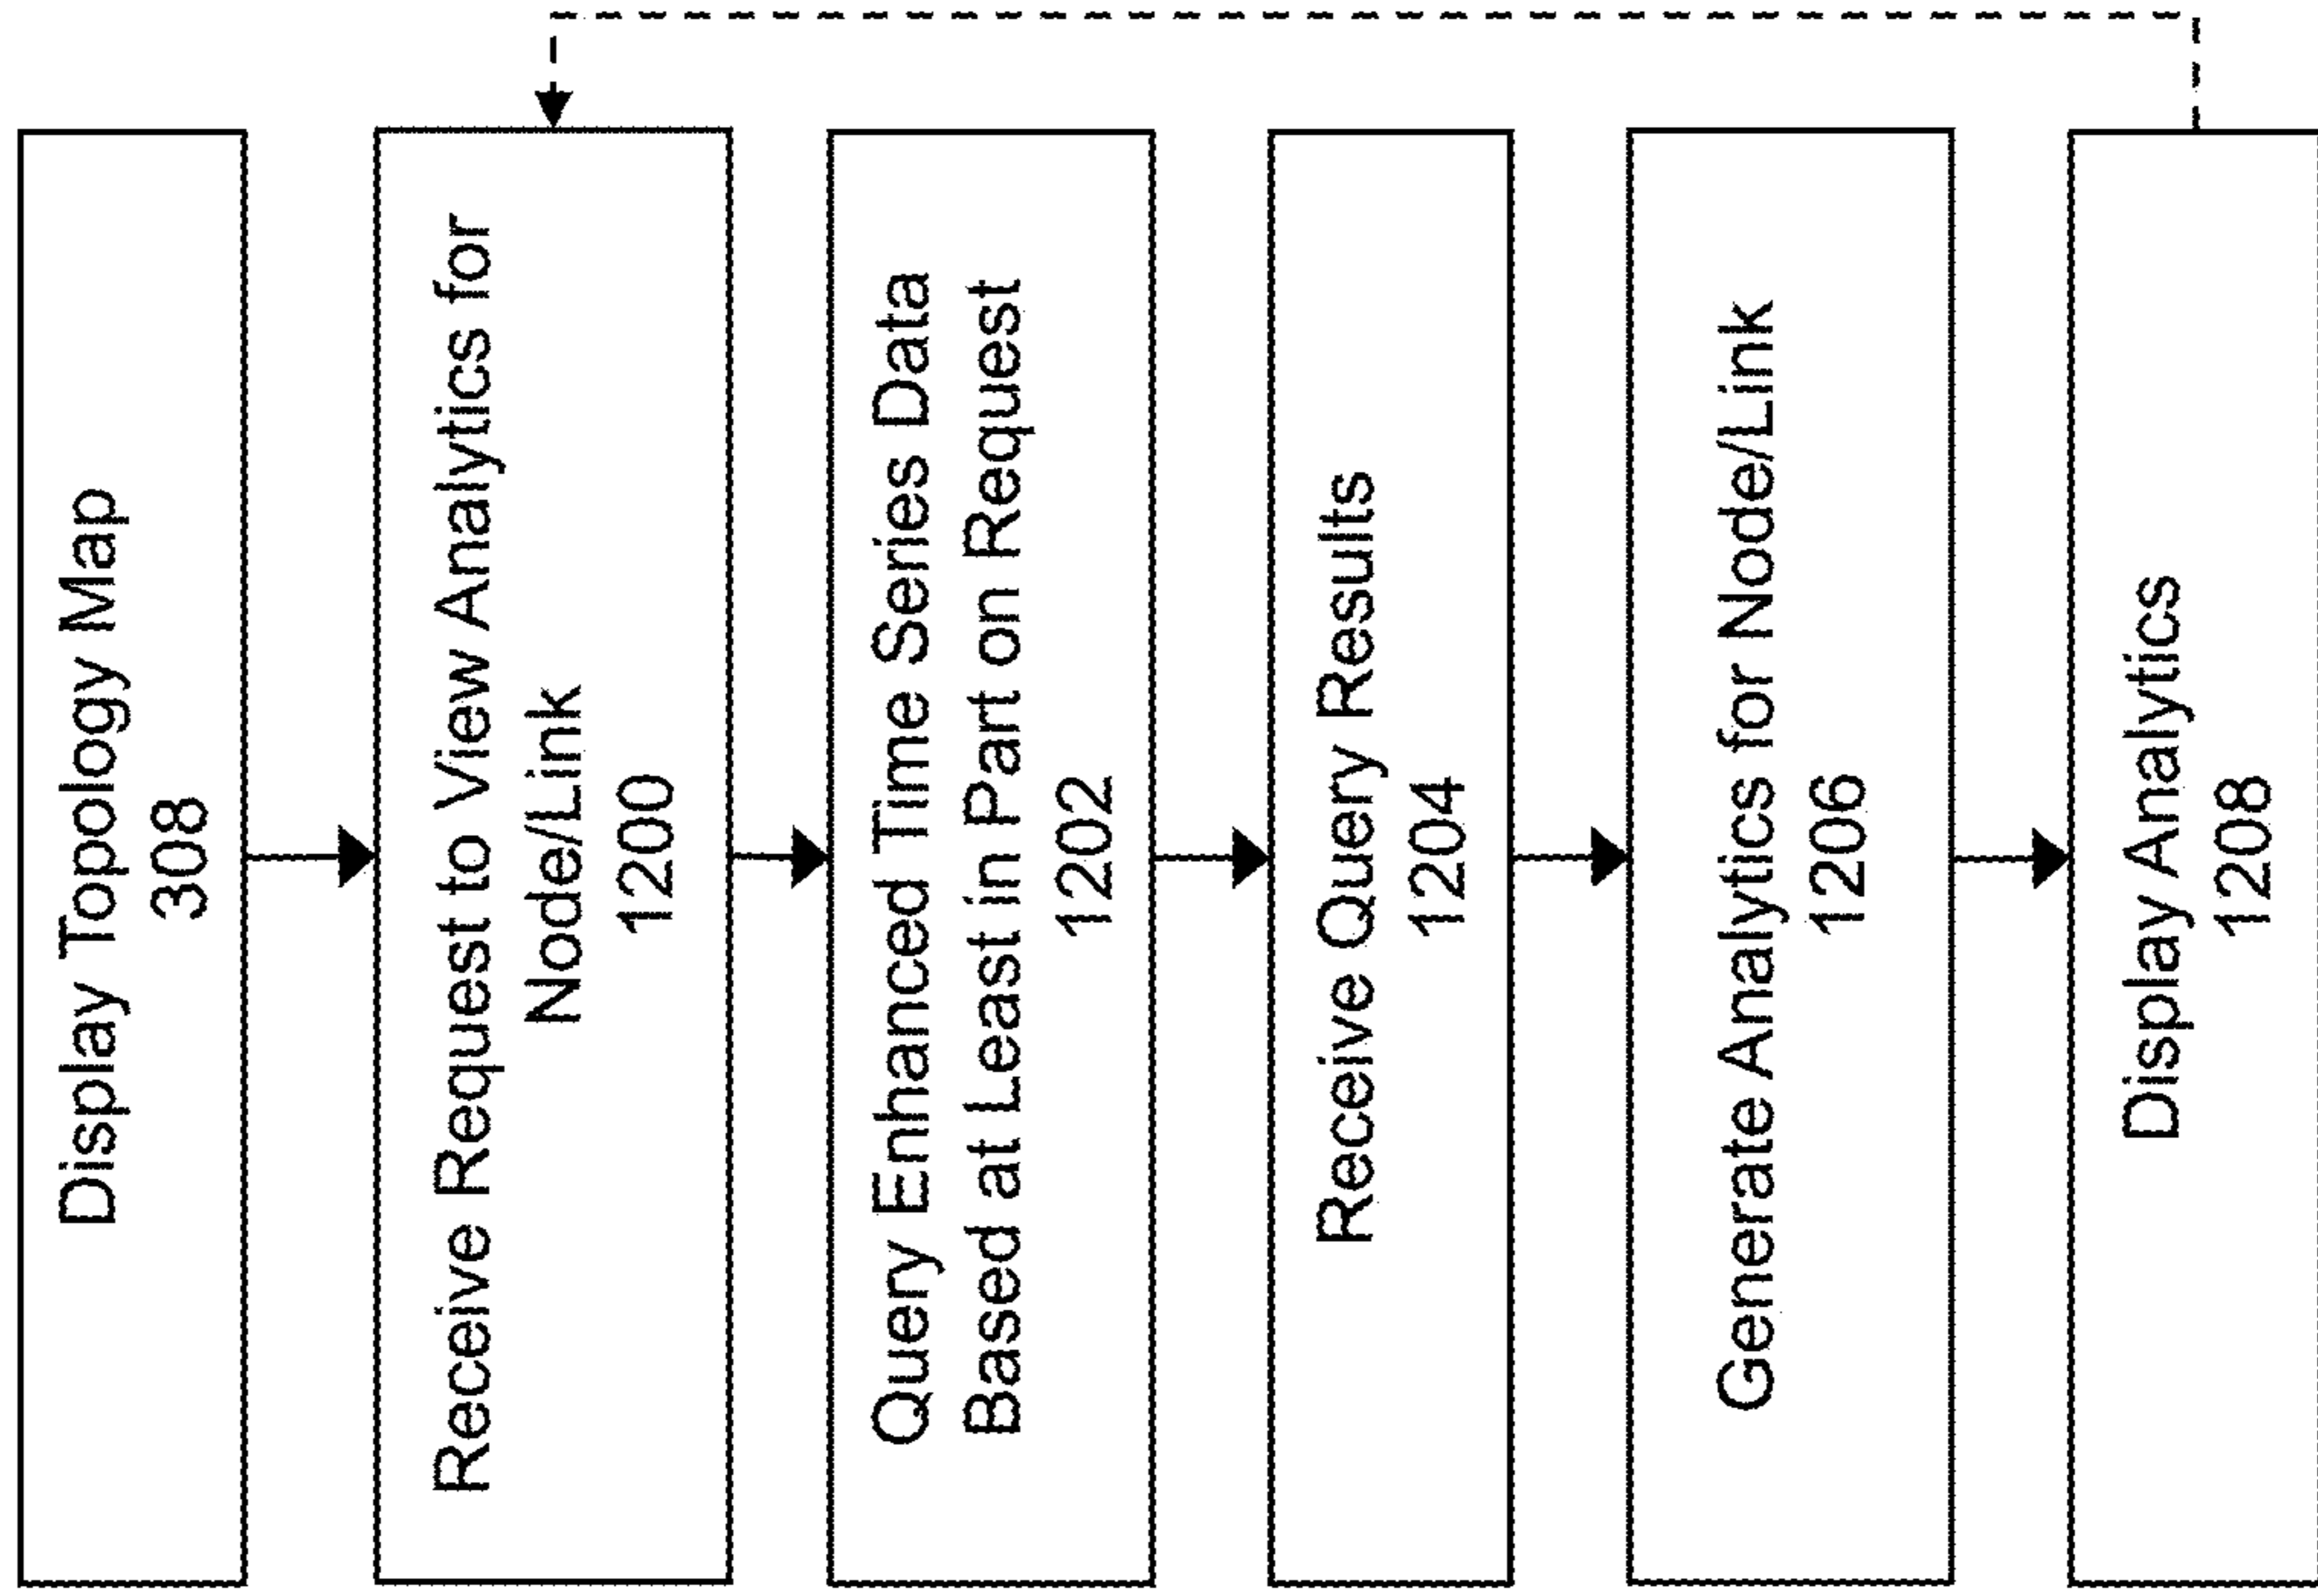 Display Topology Map
308
Receive Request to View Analytics for
Node/Link
1200
Query Enhanced Time Series Data
Based at Least in Part on Request
1202
Receive Query Results
1204
Generate Analytics for Node/Link
1206
Display Analytics
1208